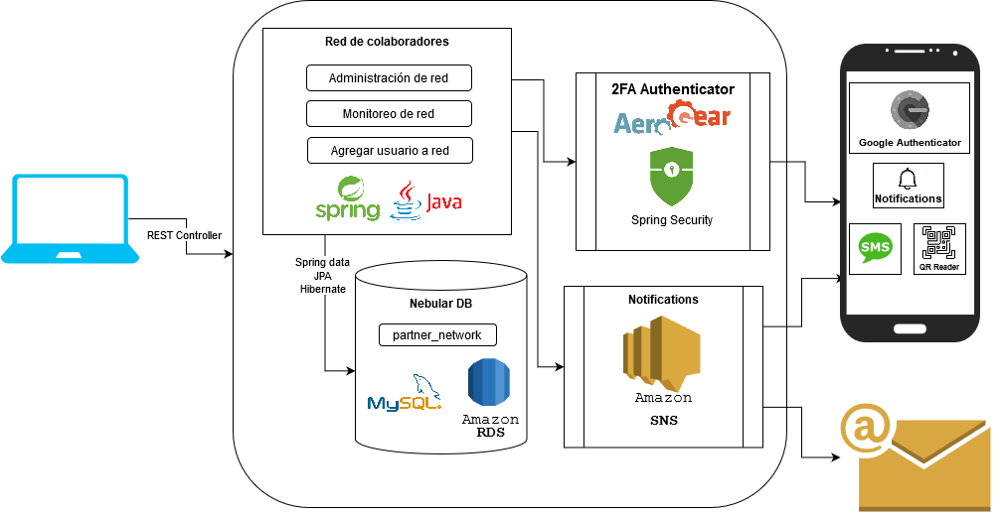 Red de colaboradores
Administración de red
Monitoreo de red
Agregar usuario a red
spring
Java
REST Controller
Spring data
JPA
Hibernate
Nebular DB
partner_network
MySQL
Amazon
RDS
2FA Authenticator
AeroGear
Spring Security
Notifications
Amazon
SNS
Google Authenticator
Notifications
SMS
QR Reader
@